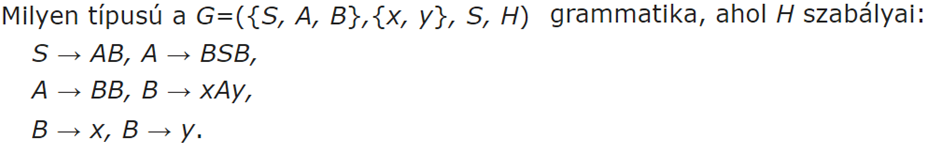 Milyen típusú a G=({S, A, B},{x, y}, S, H) grammatika, ahol H szabályai:
S → AB, A → BSB,
A → BB, B → xAy,
B → x, B → y.